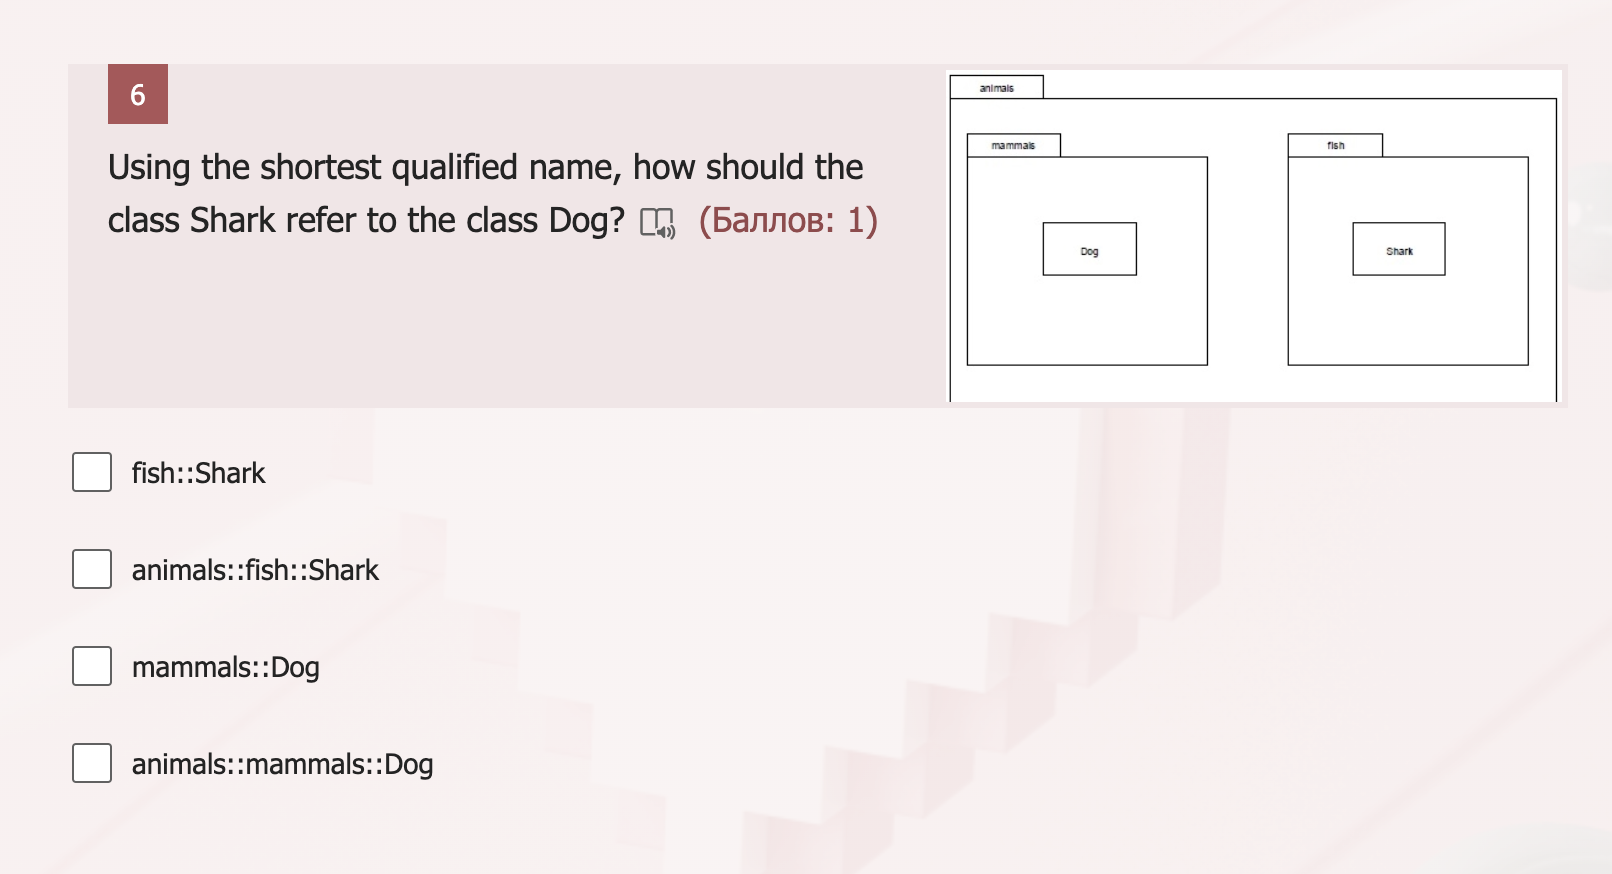 6
Using the shortest qualified name, how should the
class Shark refer to the class Dog? (Баллов: 1)
animals
mammals
fish
Dog
Shark
fish::Shark
animals::fish::Shark
mammals::Dog
animals::mammals::Dog